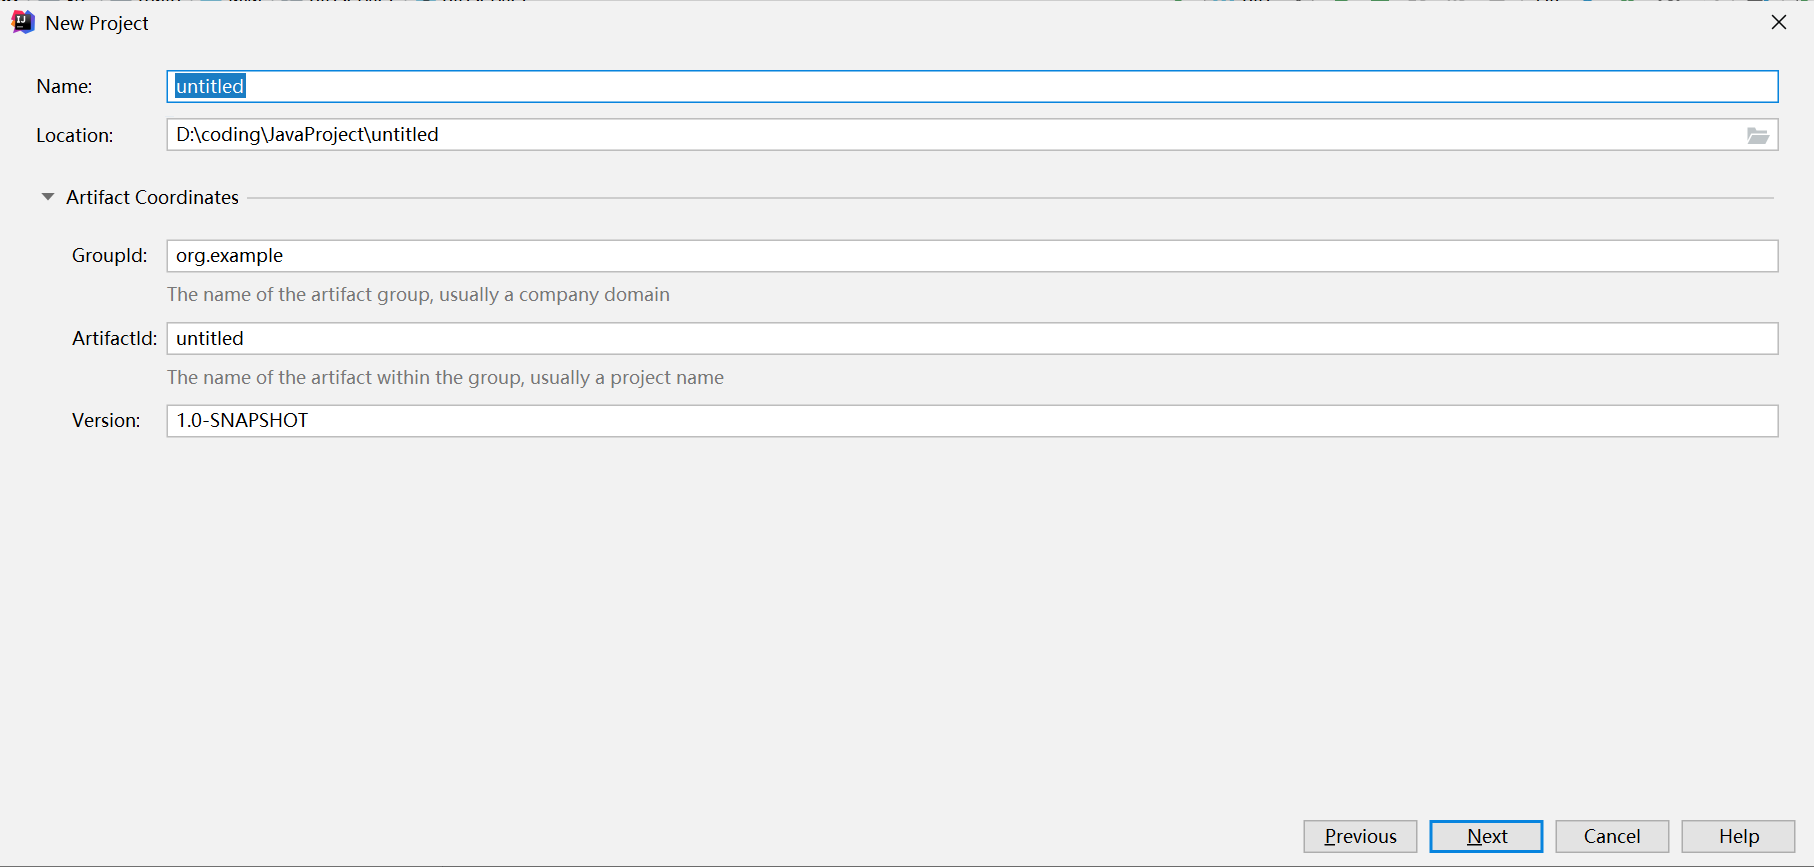 New Project
Name: untitled
Location: D:\coding\JavaProject\untitled
Artifact Coordinates
GroupId: org.example
The name of the artifact group, usually a company domain
ArtifactId: untitled
The name of the artifact within the group, usually a project name
Version: 1.0-SNAPSHOT
Previous Next Cancel Help